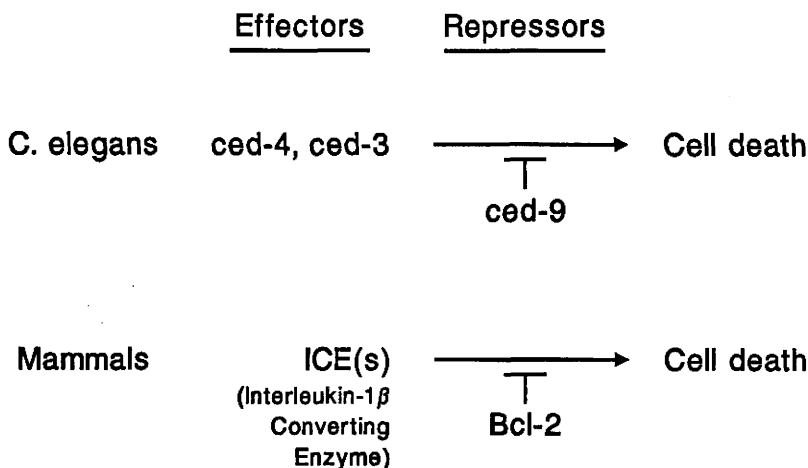 Effectors Repressors
C. elegans ced-4, ced-3 Cell death
ced-9
Mammals ICE(s) Cell death
(Interleukin-1β
Converting Bcl-2
Enzyme)